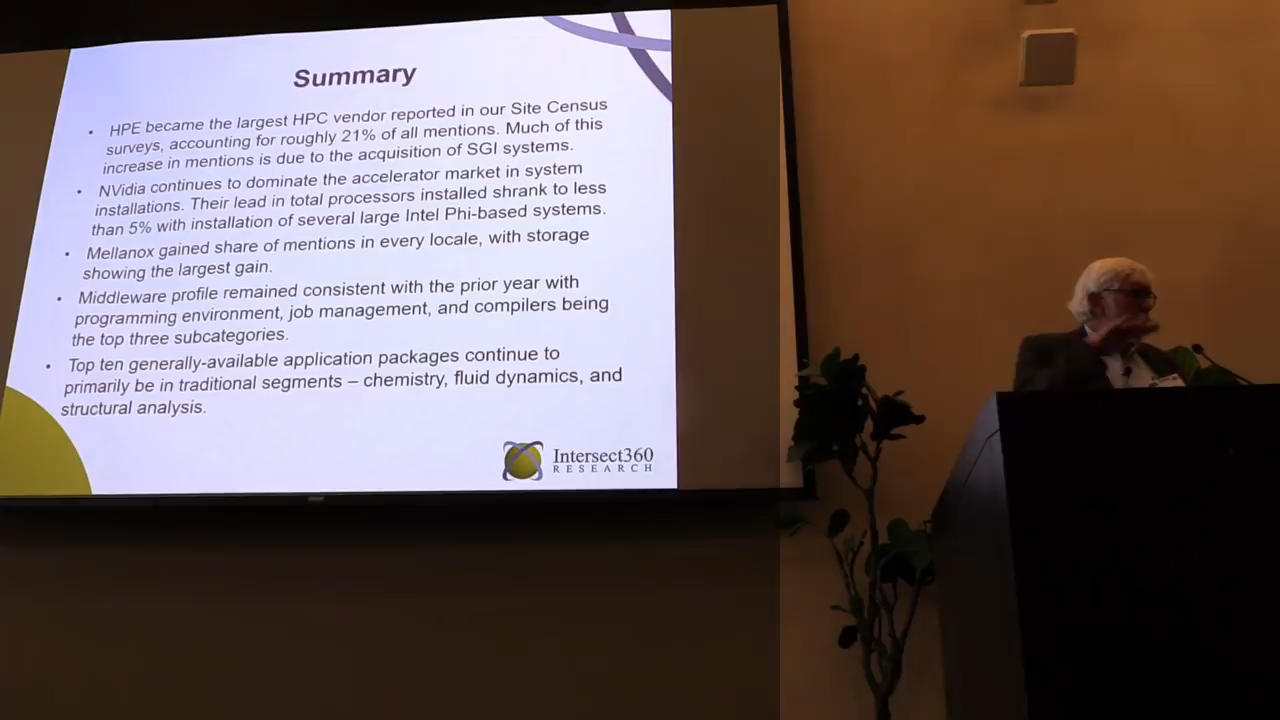 Summary
• HPE became the largest HPC vendor reported in our Site Census
surveys, accounting for roughly 21% of all mentions. Much of this
increase in mentions is due to the acquisition of SGI systems.
• NVidia continues to dominate the accelerator market in system
installations. Their lead in total processors installed shrank to less
than 5% with installation of several large Intel Phi-based systems.
• Mellanox gained share of mentions in every locale, with storage
showing the largest gain.
• Middleware profile remained consistent with the prior year with
programming environment, job management, and compilers being
the top three subcategories.
• Top ten generally-available application packages continue to
primarily be in traditional segments – chemistry, fluid dynamics, and
structural analysis.
Intersect360
RESEARCH